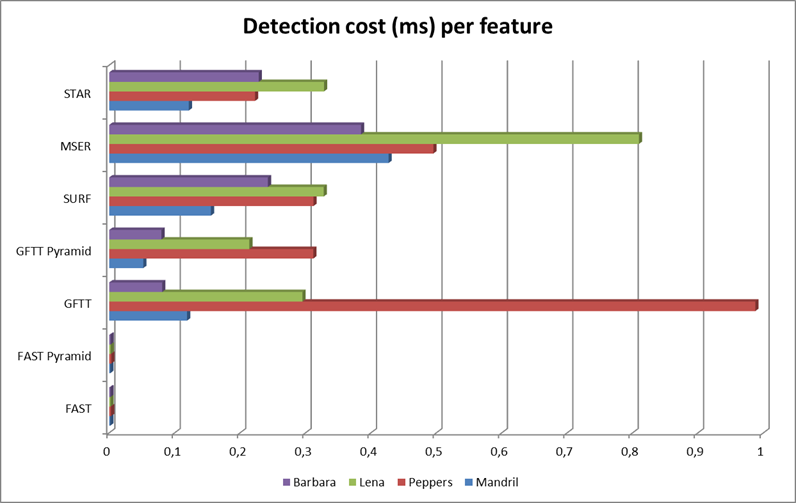 Detection cost (ms) per feature
STAR
MSER
SURF
GFTT Pyramid
GFTT
FAST Pyramid
FAST
0 0,1 0,2 0,3 0,4 0,5 0,6 0,7 0,8 0,9 1
Barbara Lena Peppers Mandril